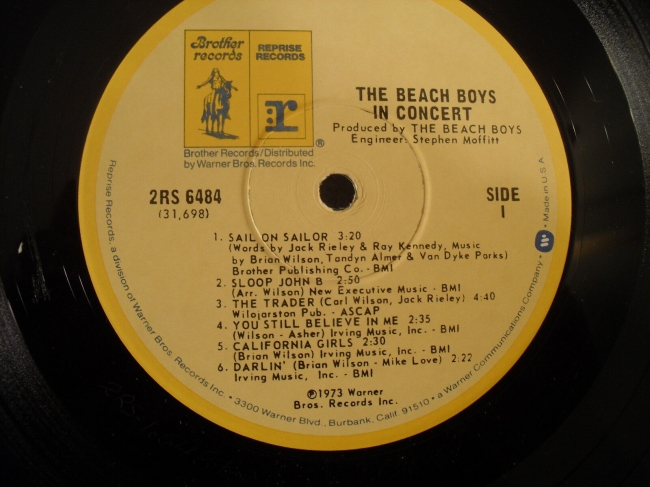 Brother
records
REPRISE
RECORDS
r
®
Brother Records/Distributed
by Warner Bros. Records Inc.
THE BEACH BOYS
IN CONCERT
Produced by THE BEACH BOYS
Engineer: Stephen Moffitt
2RS 6484
(31,698)
SIDE
1
1. SAIL ON SAILOR 3:20
(Words by Jack Rieley & Ray Kennedy, Music
by Brian Wilson, Tandyn Almer & Van Dyke Parks)
Brother Publishing Co. - BMI
2. SLOOP JOHN B 2:50
(Arr. Wilson) New Executive Music - BMI
3. THE TRADER (Carl Wilson, Jack Rieley) 4:40
Wilojarston Pub. - ASCAP
4. YOU STILL BELIEVE IN ME 2:35
(Wilson - Asher) Irving Music, Inc. - BMI
5. CALIFORNIA GIRLS 2:30
(Brian Wilson) Irving Music, Inc. - BMI
6. DARLIN' (Brian Wilson - Mike Love) 2:22
Irving Music, Inc. - BMI
℗1973 Warner
Bros. Records Inc.
Reprise Records, a division of Warner Bros. Records Inc. • 3300 Warner Blvd., Burbank, Calif. 91510 • a Warner Communications Company • W • Made in U.S.A.